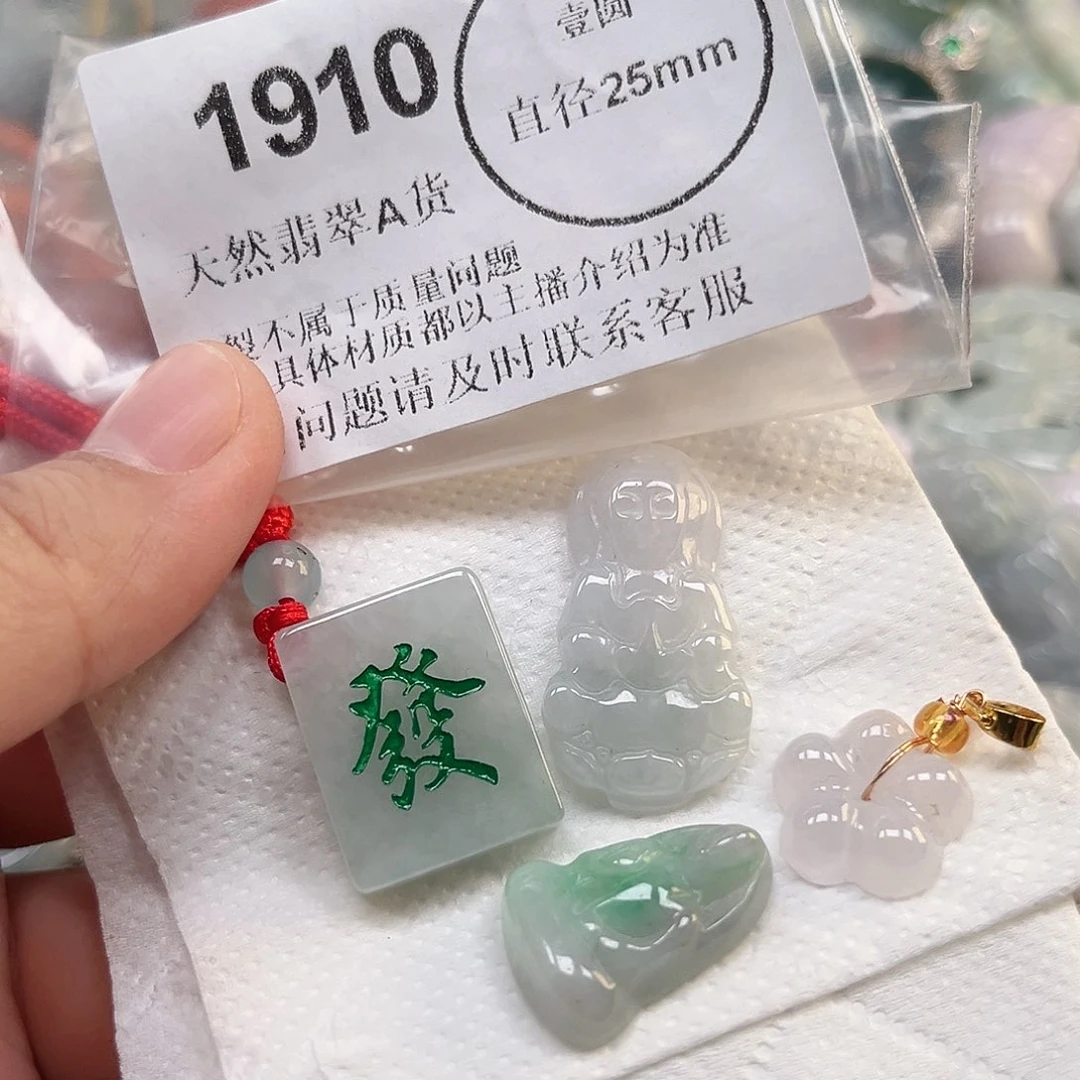 1910
壹圆
直径25mm
天然翡翠A货
不属于质量问题
具体材质都以主播介绍为准
问题请及时联系客服
發